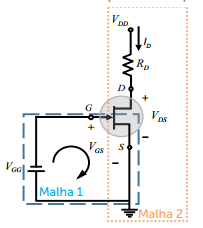 V_DD
I_D
R_D
D
+
G
V_DS
+
V_GS
S
−
−
V_GG
Malha 1
Malha 2